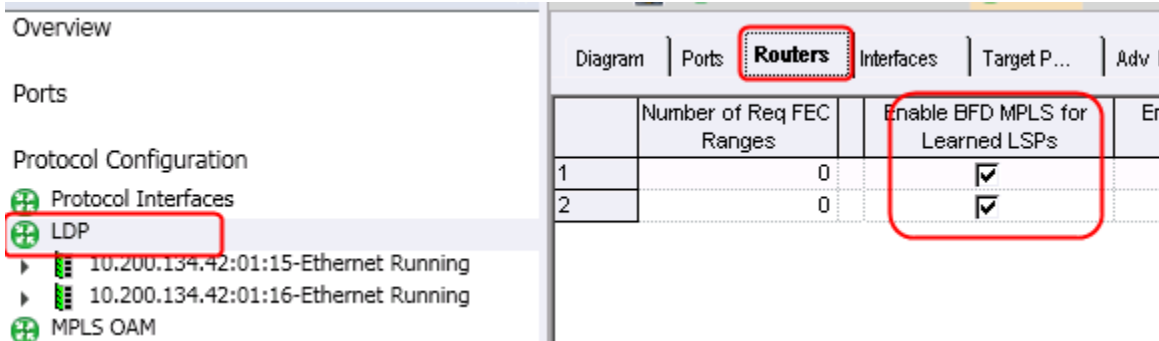 Overview
Ports
Protocol Configuration
Protocol Interfaces
LDP
10.200.134.42:01:15-Ethernet Running
10.200.134.42:01:16-Ethernet Running
MPLS OAM
Diagram Ports Routers Interfaces Target P... Adv
Number of Req FEC Enable BFD MPLS for
Ranges Learned LSPs
1 0
2 0